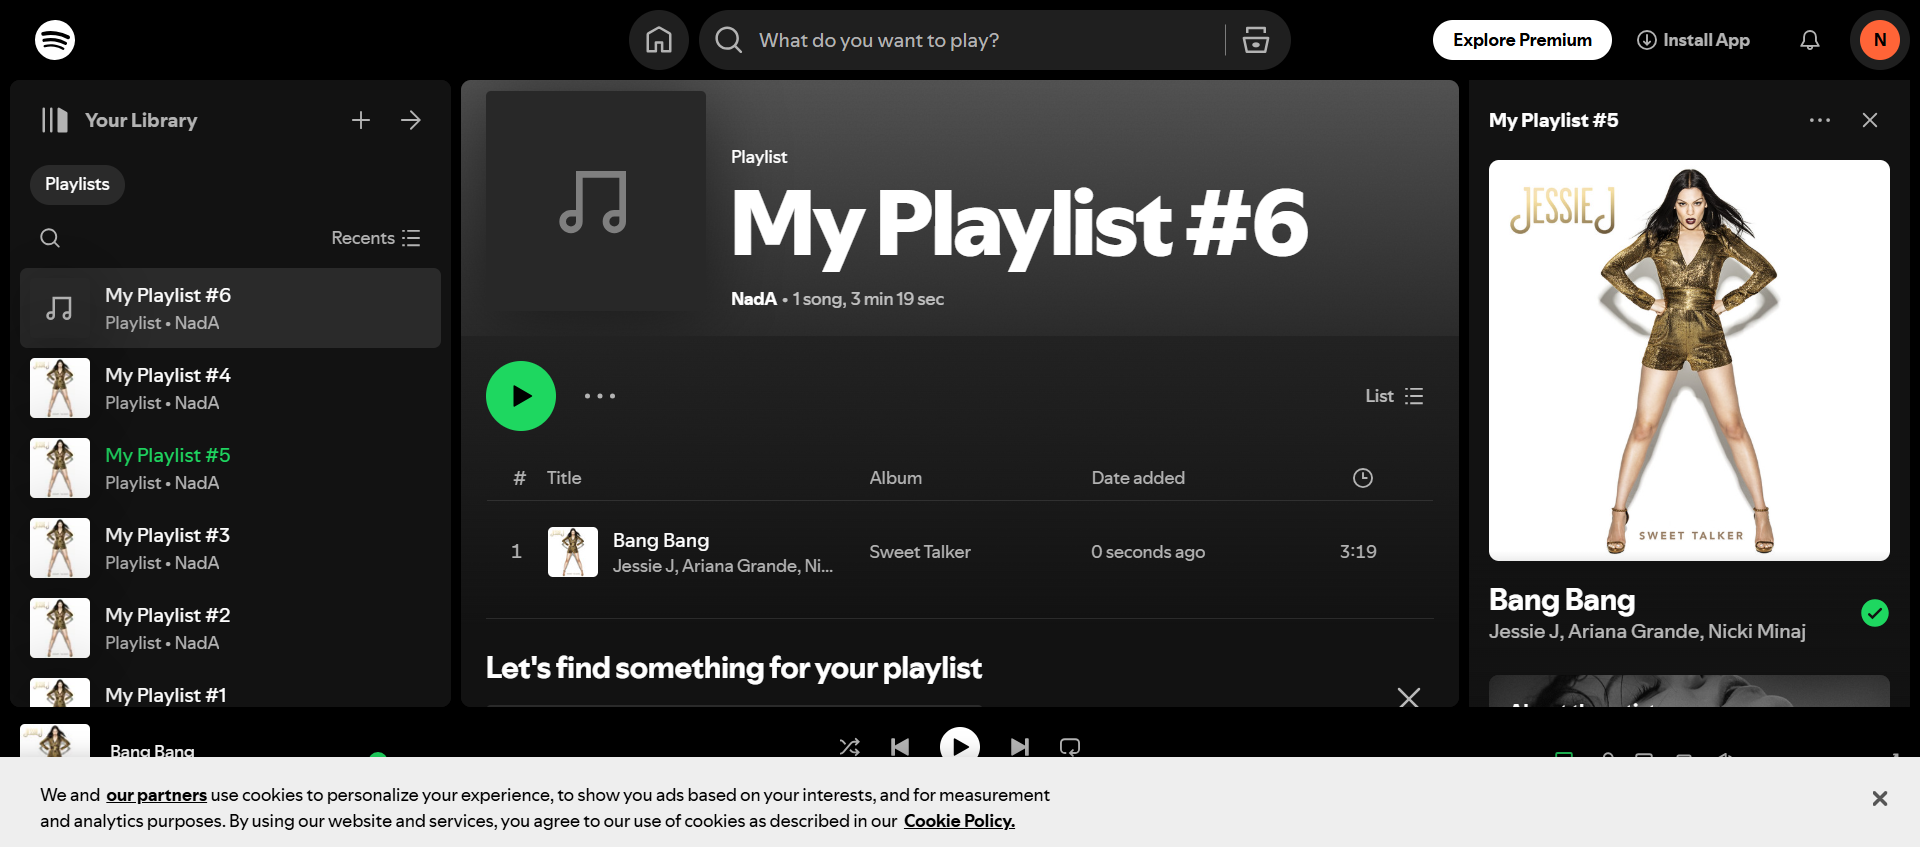 What do you want to play?
Explore Premium
Install App
N
Your Library
Playlists
Recents
My Playlist #6
Playlist • NadA
My Playlist #4
Playlist • NadA
My Playlist #5
Playlist • NadA
My Playlist #3
Playlist • NadA
My Playlist #2
Playlist • NadA
My Playlist #1
Playlist
My Playlist #6
NadA • 1 song, 3 min 19 sec
List
# Title Album Date added
1 Bang Bang Sweet Talker 0 seconds ago 3:19
Jessie J, Ariana Grande, Ni...
Let's find something for your playlist
My Playlist #5
JESSIE J
SWEET TALKER
Bang Bang
Jessie J, Ariana Grande, Nicki Minaj
Bang Bang
We and our partners use cookies to personalize your experience, to show you ads based on your interests, and for measurement
and analytics purposes. By using our website and services, you agree to our use of cookies as described in our Cookie Policy.